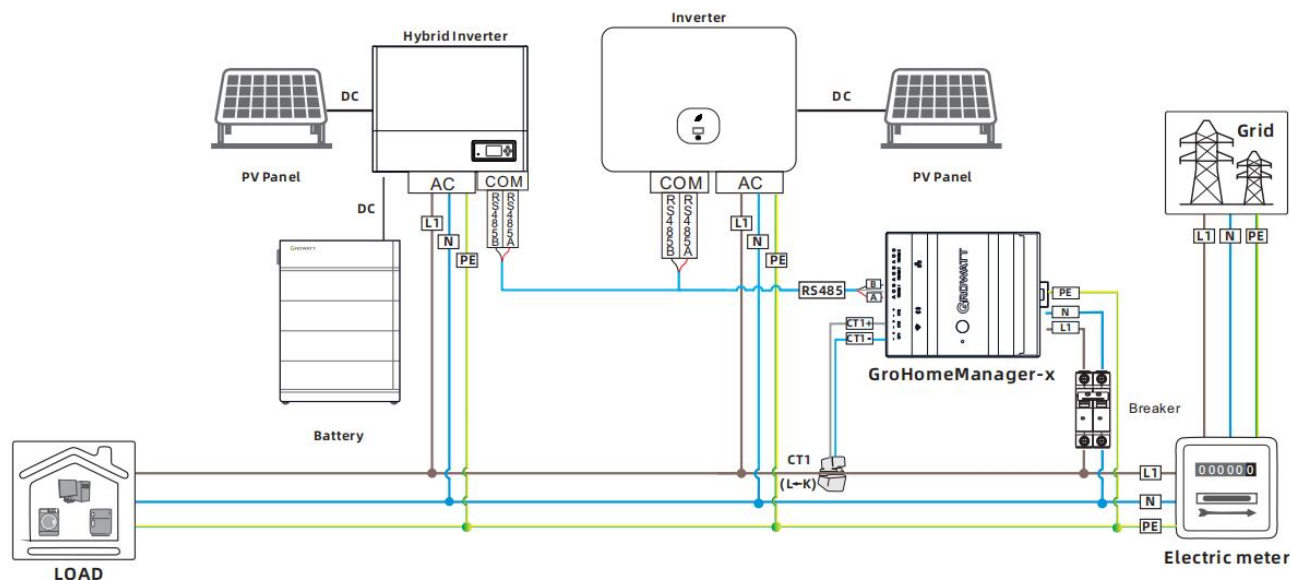 Inverter
Hybrid Inverter
DC
DC
Grid
PV Panel
PV Panel
AC
COM
COM
AC
DC
L1
N
PE
RS485B
RS485A
RS485B
RS485A
L1
N
PE
L1
N
PE
GROWATT
GROWATT
RS485
B
A
PE
N
L1
CT1+
CT1-
GroHomeManager-x
Breaker
Battery
CT1
(L←K)
000000
L1
N
PE
Electric meter
LOAD